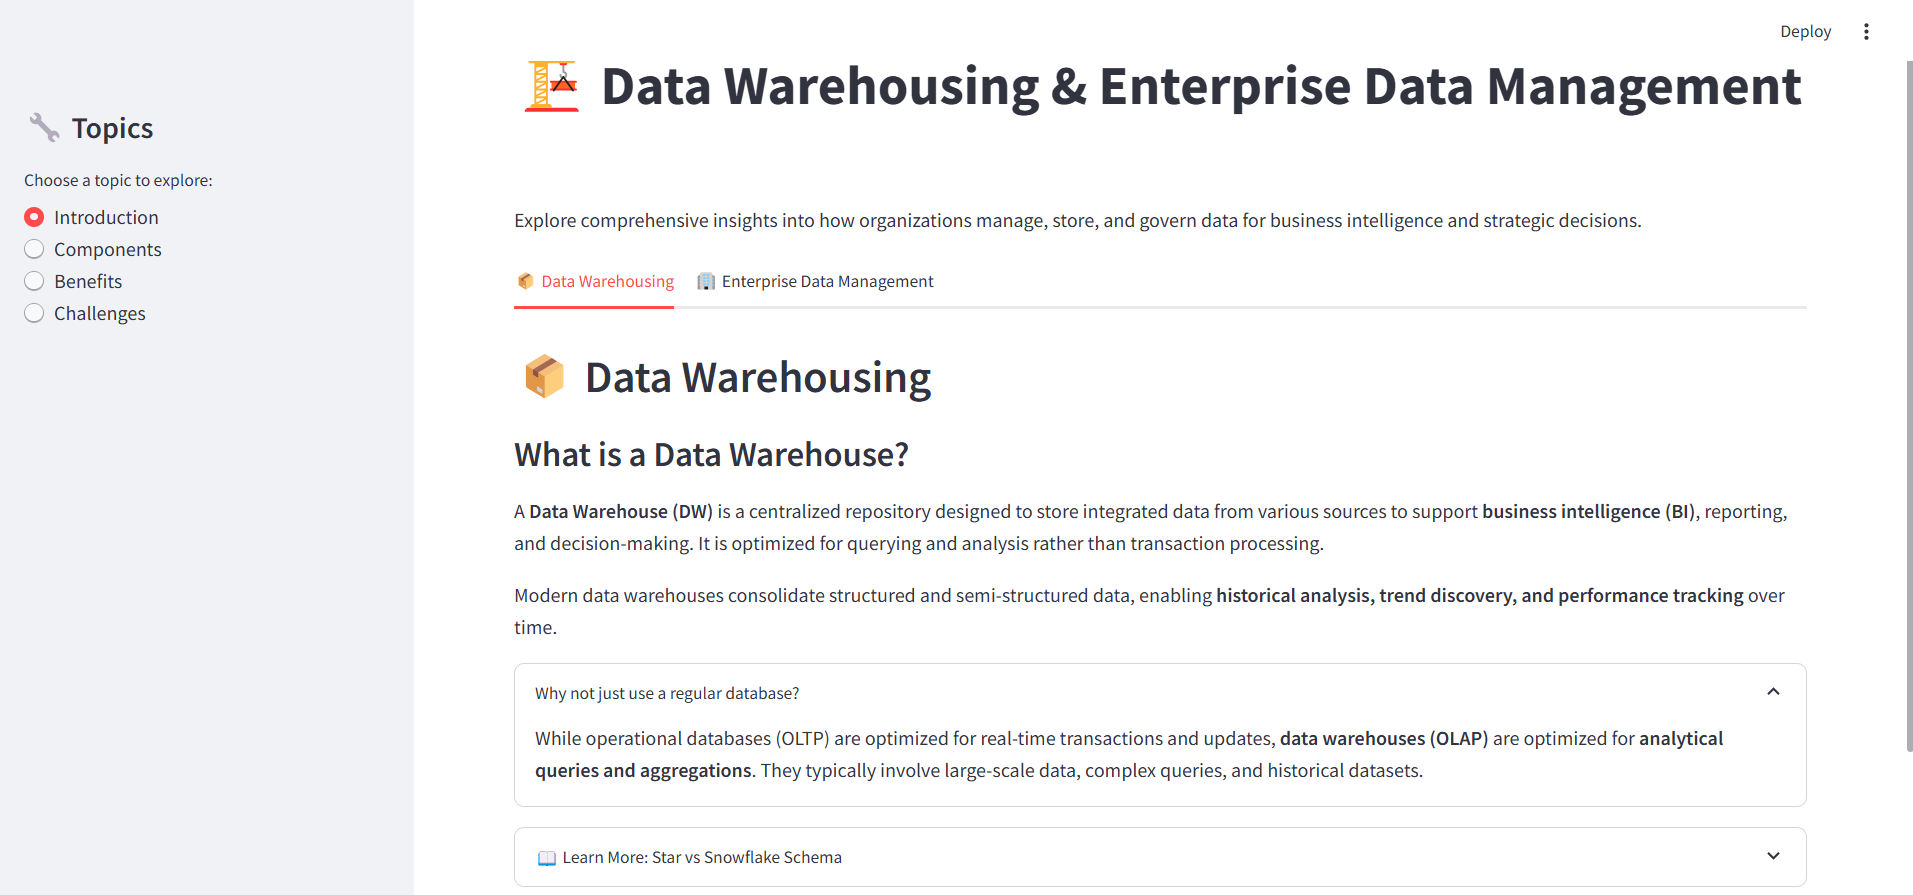 Deploy
Topics
Choose a topic to explore:
Introduction
Components
Benefits
Challenges
Data Warehousing & Enterprise Data Management
Explore comprehensive insights into how organizations manage, store, and govern data for business intelligence and strategic decisions.
Data Warehousing
Enterprise Data Management
Data Warehousing
What is a Data Warehouse?
A Data Warehouse (DW) is a centralized repository designed to store integrated data from various sources to support business intelligence (BI), reporting,
and decision-making. It is optimized for querying and analysis rather than transaction processing.
Modern data warehouses consolidate structured and semi-structured data, enabling historical analysis, trend discovery, and performance tracking over
time.
Why not just use a regular database?
While operational databases (OLTP) are optimized for real-time transactions and updates, data warehouses (OLAP) are optimized for analytical
queries and aggregations. They typically involve large-scale data, complex queries, and historical datasets.
Learn More: Star vs Snowflake Schema